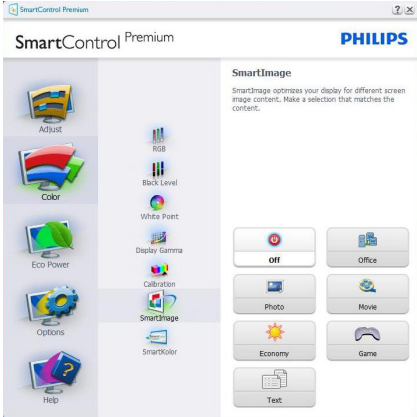 SmartControl Premium
SmartControl Premium
PHILIPS
Adjust
Color
Eco Power
Options
Help
RGB
Black Level
White Point
Display Gamma
Calibration
SmartImage
SmartKolor
SmartImage
SmartImage optimizes your display for different screen
image content. Make a selection that matches the
content.
Off
Office
Photo
Movie
Economy
Game
Text